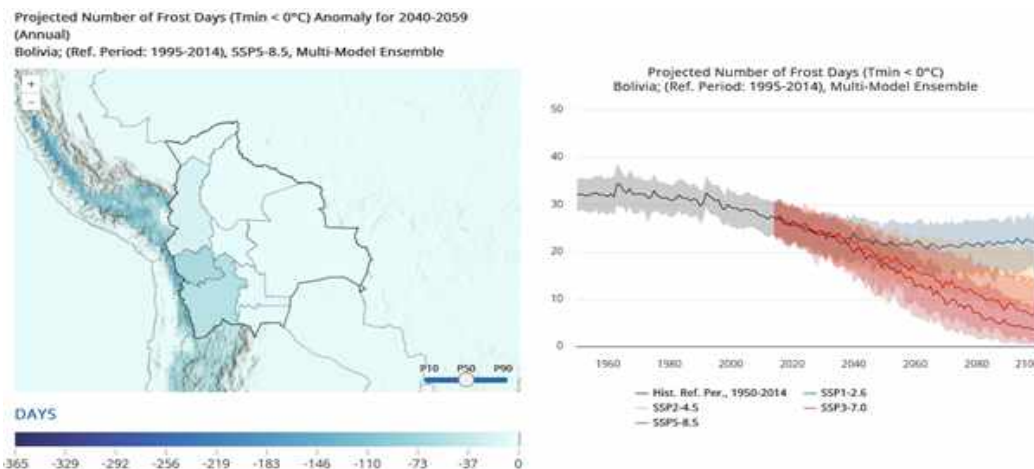 Projected Number of Frost Days (Tmin < 0°C) Anomaly for 2040-2059
(Annual)
Bolivia; (Ref. Period: 1995-2014), SSP5-8.5, Multi-Model Ensemble
+
−
P10 P50 P90
DAYS
-365 -329 -292 -256 -219 -183 -146 -110 -73 -37 0
Projected Number of Frost Days (Tmin < 0°C)
Bolivia; (Ref. Period: 1995-2014), Multi-Model Ensemble
50
40
30
20
10
0
1960 1980 2000 2020 2040 2060 2080 2100
Hist. Ref. Per., 1950-2014 SSP1-2.6
SSP2-4.5 SSP3-7.0
SSP5-8.5